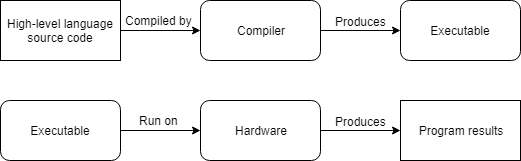 High-level language
source code
Compiled by
Compiler
Produces
Executable
Executable
Run on
Hardware
Produces
Program results